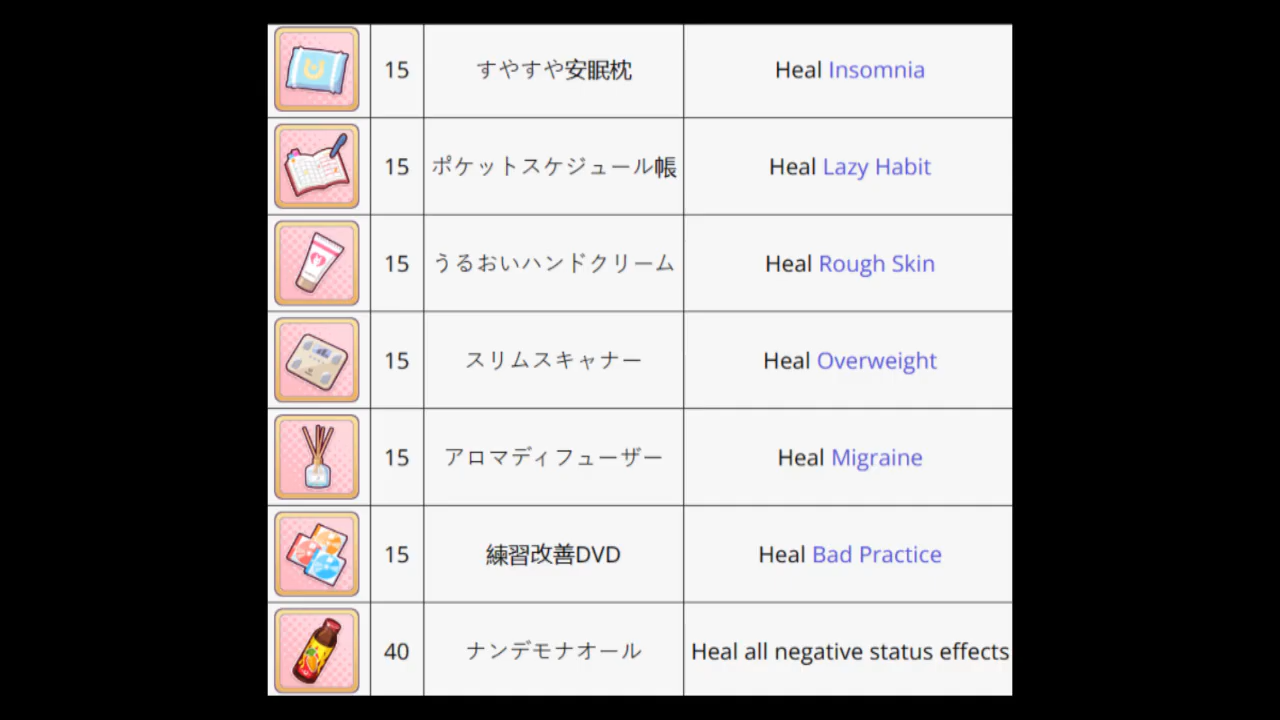 15 すやすや安眠枕 Heal Insomnia
15 ポケットスケジュール帳 Heal Lazy Habit
15 うるおいハンドクリーム Heal Rough Skin
15 スリムスキャナー Heal Overweight
15 アロマディフューザー Heal Migraine
15 練習改善DVD Heal Bad Practice
40 ナンデモナオール Heal all negative status effects